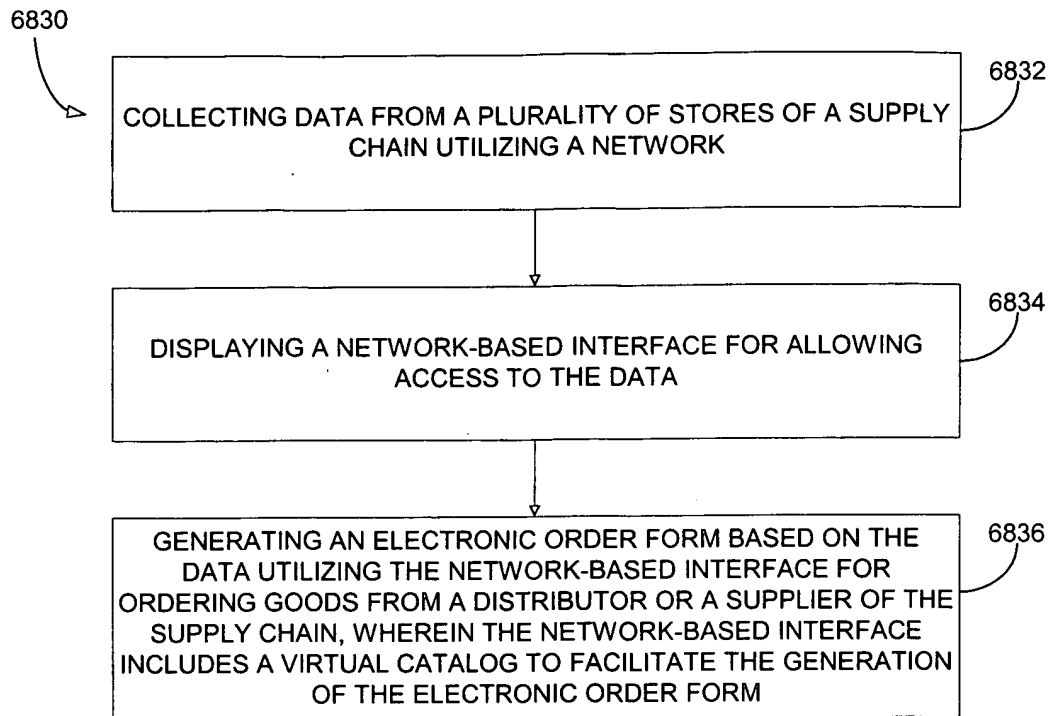 6830
6832
COLLECTING DATA FROM A PLURALITY OF STORES OF A SUPPLY
CHAIN UTILIZING A NETWORK
6834
DISPLAYING A NETWORK-BASED INTERFACE FOR ALLOWING
ACCESS TO THE DATA
6836
GENERATING AN ELECTRONIC ORDER FORM BASED ON THE
DATA UTILIZING THE NETWORK-BASED INTERFACE FOR
ORDERING GOODS FROM A DISTRIBUTOR OR A SUPPLIER OF THE
SUPPLY CHAIN, WHEREIN THE NETWORK-BASED INTERFACE
INCLUDES A VIRTUAL CATALOG TO FACILITATE THE GENERATION
OF THE ELECTRONIC ORDER FORM